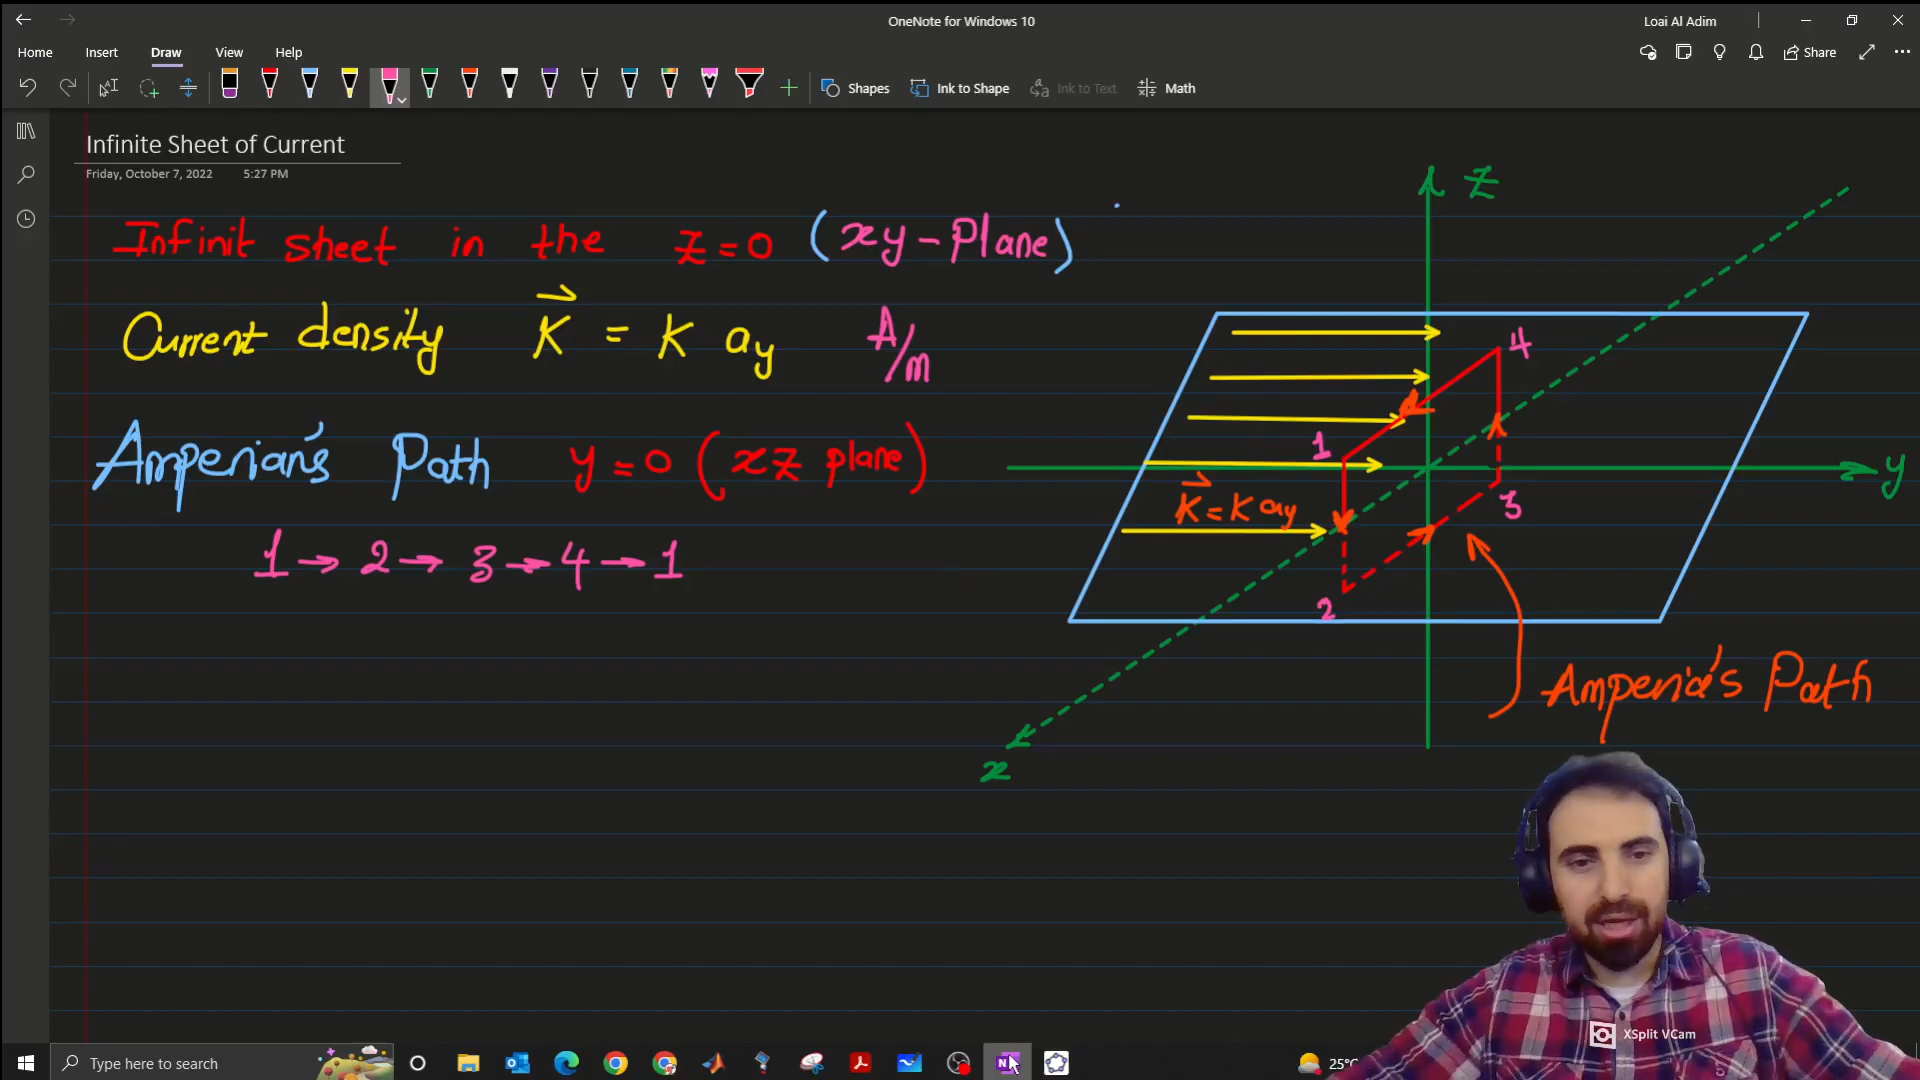 OneNote for Windows 10
Loai Al Adim
Home Insert Draw View Help
Share
Shapes Ink to Shape Ink to Text Math
Infinite Sheet of Current
Friday, October 7, 2022 5:27 PM
Infinit sheet in the z=0 (xy-Plane)
Current density K = K ay A/m
Amperian's Path y=0 (xz plane)
1→2→3→4→1
z
4
1
y
K=K ay
3
2
Amperia's Path
x
XSplit VCam
Type here to search
25°C